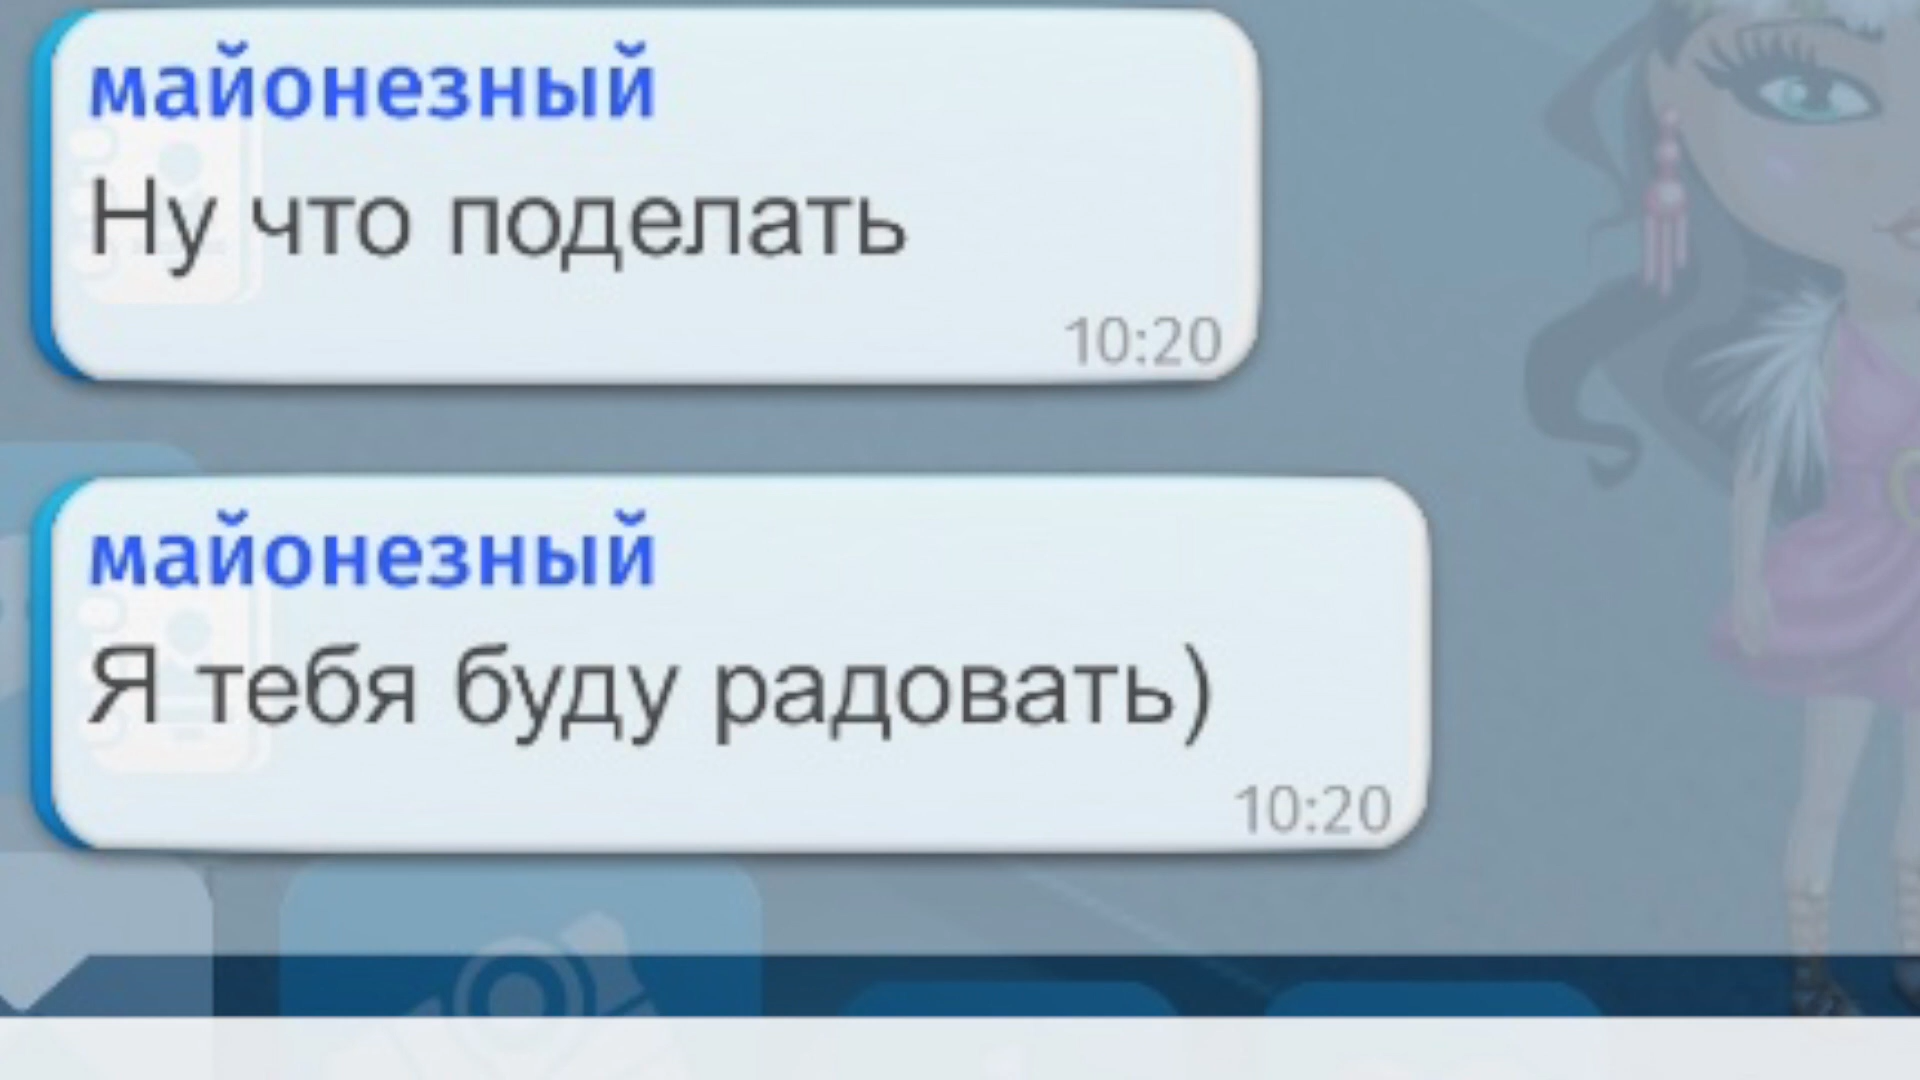 майонезный
Ну что поделать
10:20
майонезный
Я тебя буду радовать)
10:20